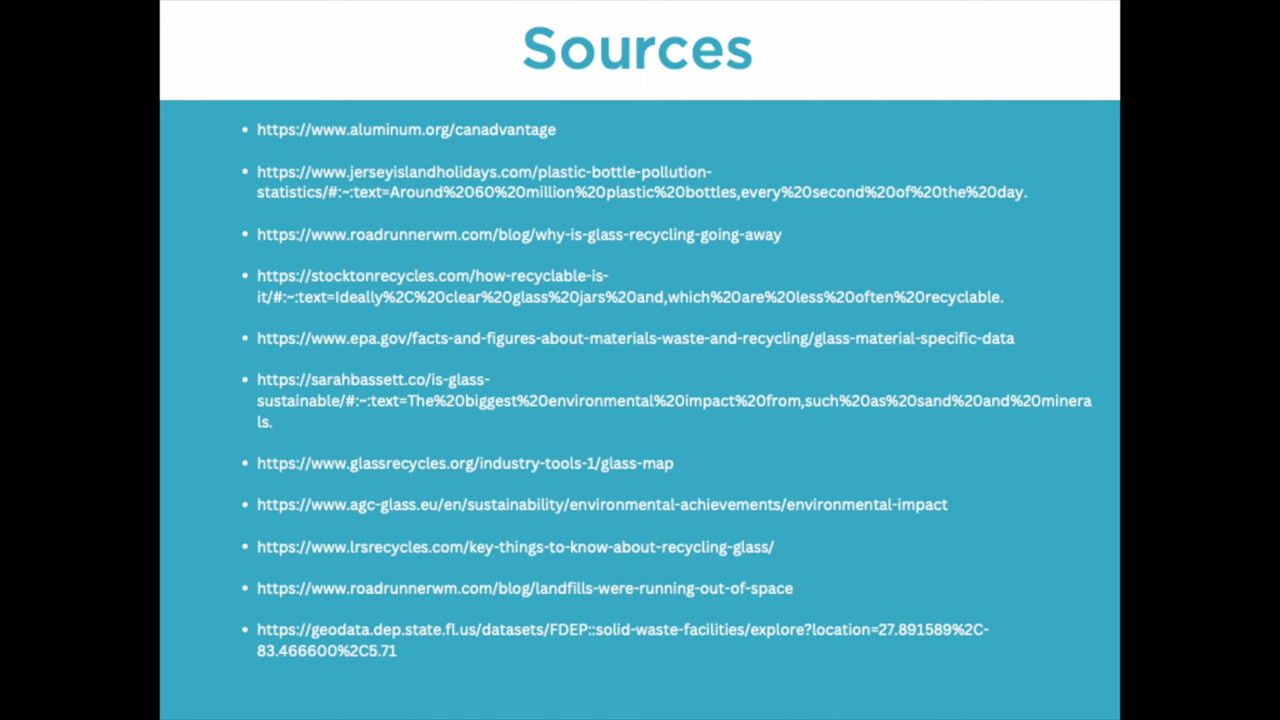 Sources
• https://www.aluminum.org/canadvantage
• https://www.jerseyislandholidays.com/plastic-bottle-pollution-
statistics/#:~:text=Around%2060%20million%20plastic%20bottles,every%20second%20of%20the%20day.
• https://www.roadrunnerwm.com/blog/why-is-glass-recycling-going-away
• https://stocktonrecycles.com/how-recyclable-is-
it/#:~:text=Ideally%2C%20clear%20glass%20jars%20and,which%20are%20less%20often%20recyclable.
• https://www.epa.gov/facts-and-figures-about-materials-waste-and-recycling/glass-material-specific-data
• https://sarahbassett.co/is-glass-
sustainable/#:~:text=The%20biggest%20environmental%20impact%20from,such%20as%20sand%20and%20minera
ls.
• https://www.glassrecycles.org/industry-tools-1/glass-map
• https://www.agc-glass.eu/en/sustainability/environmental-achievements/environmental-impact
• https://www.lrsrecycles.com/key-things-to-know-about-recycling-glass/
• https://www.roadrunnerwm.com/blog/landfills-were-running-out-of-space
• https://geodata.dep.state.fl.us/datasets/FDEP::solid-waste-facilities/explore?location=27.891589%2C-
83.466600%2C5.71